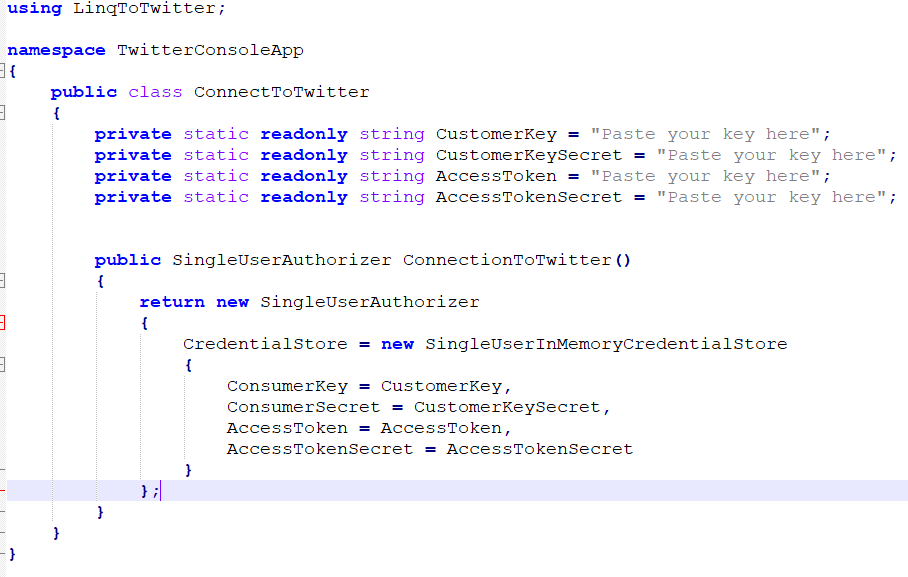 using LinqToTwitter;
namespace TwitterConsoleApp
{
public class ConnectToTwitter
{
private static readonly string CustomerKey = "Paste your key here";
private static readonly string CustomerKeySecret = "Paste your key here";
private static readonly string AccessToken = "Paste your key here";
private static readonly string AccessTokenSecret = "Paste your key here";
public SingleUserAuthorizer ConnectionToTwitter()
{
return new SingleUserAuthorizer
{
CredentialStore = new SingleUserInMemoryCredentialStore
{
ConsumerKey = CustomerKey,
ConsumerSecret = CustomerKeySecret,
AccessToken = AccessToken,
AccessTokenSecret = AccessTokenSecret
}
};
}
}
}